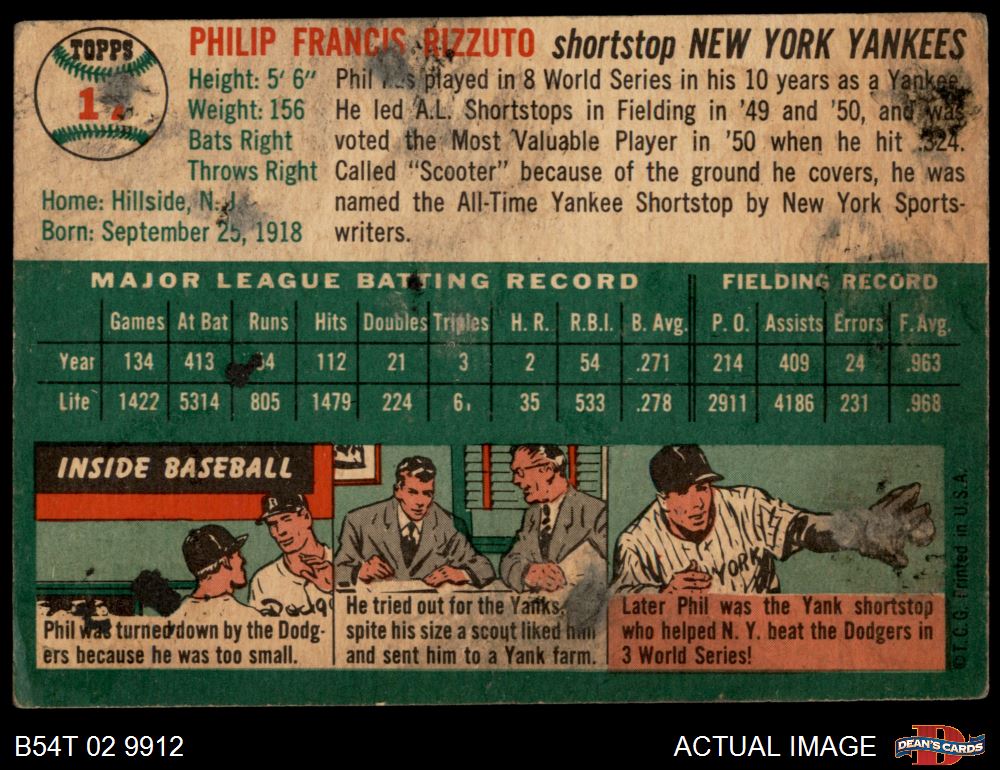 TOPPS
PHILIP FRANCIS RIZZUTO shortstop NEW YORK YANKEES
Height: 5' 6"
Weight: 156
Bats Right
Throws Right
Home: Hillside, N. J.
Born: September 25, 1918
Phil has played in 8 World Series in his 10 years as a Yankee.
He led A.L. Shortstops in Fielding in '49 and '50, and was
voted the Most Valuable Player in '50 when he hit .324.
Called "Scooter" because of the ground he covers, he was
named the All-Time Yankee Shortstop by New York Sports-
writers.
MAJOR LEAGUE BATTING RECORD FIELDING RECORD
Games At Bat Runs Hits Doubles Triples H. R. R.B.I. B. Avg. P. O. Assists Errors F. Avg.
Year 134 413 54 112 21 3 2 54 .271 214 409 24 .963
Life 1422 5314 805 1479 224 35 533 .278 2911 4186 231 .968
INSIDE BASEBALL
Dodg
YORK
Phil was turned down by the Dodg-
ers because he was too small.
He tried out for the Yanks,
spite his size a scout liked him
and sent him to a Yank farm.
Later Phil was the Yank shortstop
who helped N. Y. beat the Dodgers in
3 World Series!
© T. C. G. Printed in U.S.A
B54T 02 9912
ACTUAL IMAGE
DEAN'S CARDS